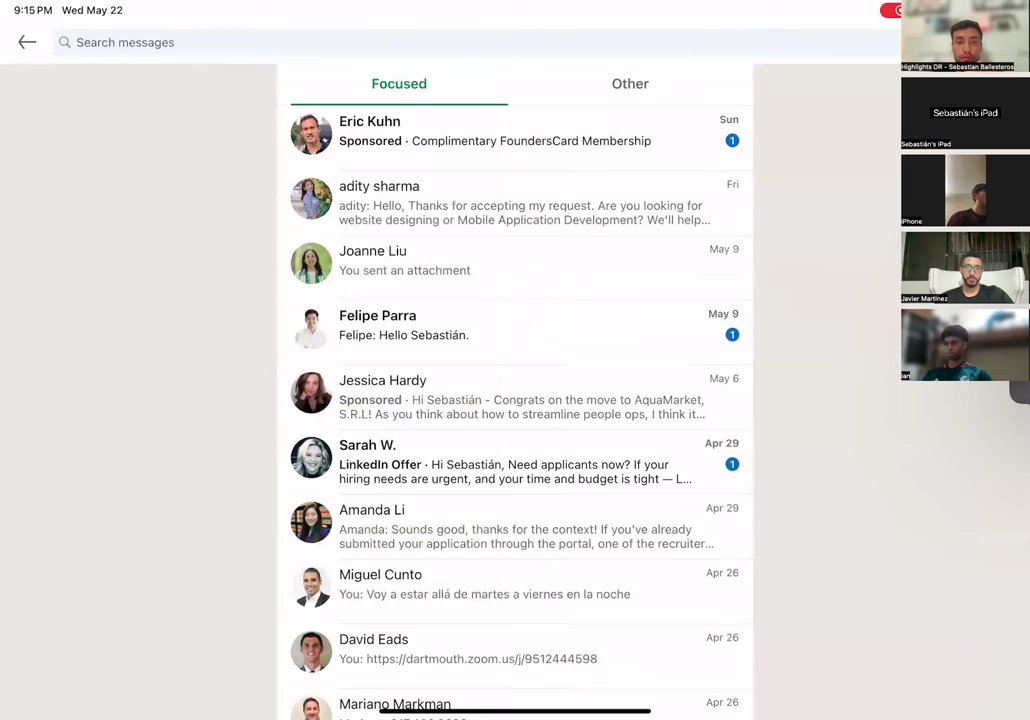 9:15 PM Wed May 22
Search messages
Focused
Other
Eric Kuhn
Sun
Sponsored · Complimentary FoundersCard Membership
1
adity sharma
Fri
adity: Hello, Thanks for accepting my request. Are you looking for
website designing or Mobile Application Development? We'll help...
Joanne Liu
May 9
You sent an attachment
Felipe Parra
May 9
Felipe: Hello Sebastián.
1
Jessica Hardy
May 6
Sponsored · Hi Sebastián - Congrats on the move to AquaMarket,
S.R.L! As you think about how to streamline people ops, I think it...
Sarah W.
Apr 29
LinkedIn Offer · Hi Sebastián, Need applicants now? If your
1
hiring needs are urgent, and your time and budget is tight — L...
Amanda Li
Apr 29
Amanda: Sounds good, thanks for the context! If you've already
submitted your application through the portal, one of the recruiter...
Miguel Cunto
Apr 26
You: Voy a estar allá de martes a viernes en la noche
David Eads
Apr 26
You: https://dartmouth.zoom.us/j/9512444598
Mariano Markman
Apr 26
Highlights DR - Sebastian Ballesteros
Sebastián's iPad
Sebastián's iPad
iPhone
Javier Martínez
Ian